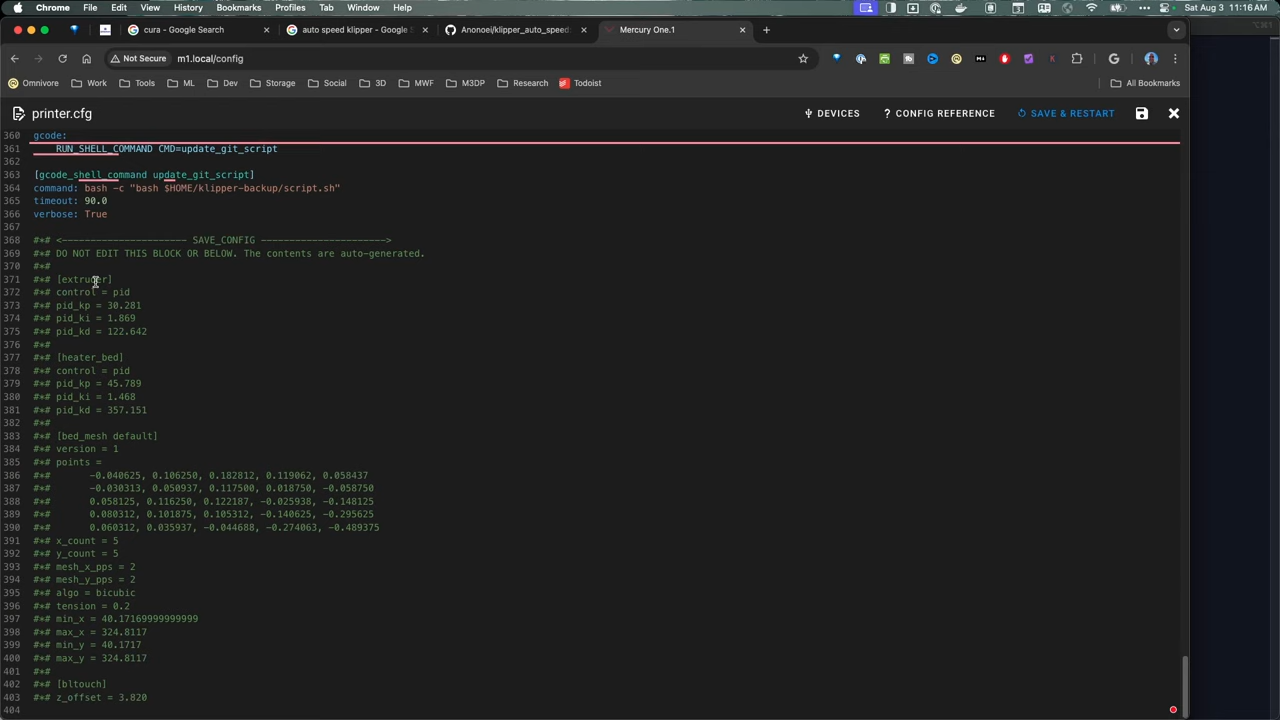 Chrome File Edit View History Bookmarks Profiles Tab Window Help Sat Aug 3 11:16 AM
cura - Google Search auto speed klipper - Google Anonoei/klipper_auto_speed: Mercury One.1
Not Secure m1.local/config
Omnivore Work Tools ML Dev Storage Social 3D MWF M3DP Research Todoist All Bookmarks
printer.cfg DEVICES CONFIG REFERENCE SAVE & RESTART
360 gcode:
361 RUN_SHELL_COMMAND CMD=update_git_script
362
363 [gcode_shell_command update_git_script]
364 command: bash -c "bash $HOME/klipper-backup/script.sh"
365 timeout: 90.0
366 verbose: True
367
368 #*# <---------------------- SAVE_CONFIG ---------------------->
369 #*# DO NOT EDIT THIS BLOCK OR BELOW. The contents are auto-generated.
370 #*#
371 #*# [extruder]
372 #*# control = pid
373 #*# pid_kp = 30.281
374 #*# pid_ki = 1.869
375 #*# pid_kd = 122.642
376 #*#
377 #*# [heater_bed]
378 #*# control = pid
379 #*# pid_kp = 45.789
380 #*# pid_ki = 1.468
381 #*# pid_kd = 357.151
382 #*#
383 #*# [bed_mesh default]
384 #*# version = 1
385 #*# points =
386 #*# -0.040625, 0.106250, 0.182812, 0.119062, 0.058437
387 #*# -0.030313, 0.050937, 0.117500, 0.018750, -0.058750
388 #*# 0.058125, 0.116250, 0.122187, -0.025938, -0.148125
389 #*# 0.080312, 0.101875, 0.105312, -0.140625, -0.295625
390 #*# 0.060312, 0.035937, -0.044688, -0.274063, -0.489375
391 #*# x_count = 5
392 #*# y_count = 5
393 #*# mesh_x_pps = 2
394 #*# mesh_y_pps = 2
395 #*# algo = bicubic
396 #*# tension = 0.2
397 #*# min_x = 40.17169999999999
398 #*# max_x = 324.8117
399 #*# min_y = 40.1717
400 #*# max_y = 324.8117
401 #*#
402 #*# [bltouch]
403 #*# z_offset = 3.820
404